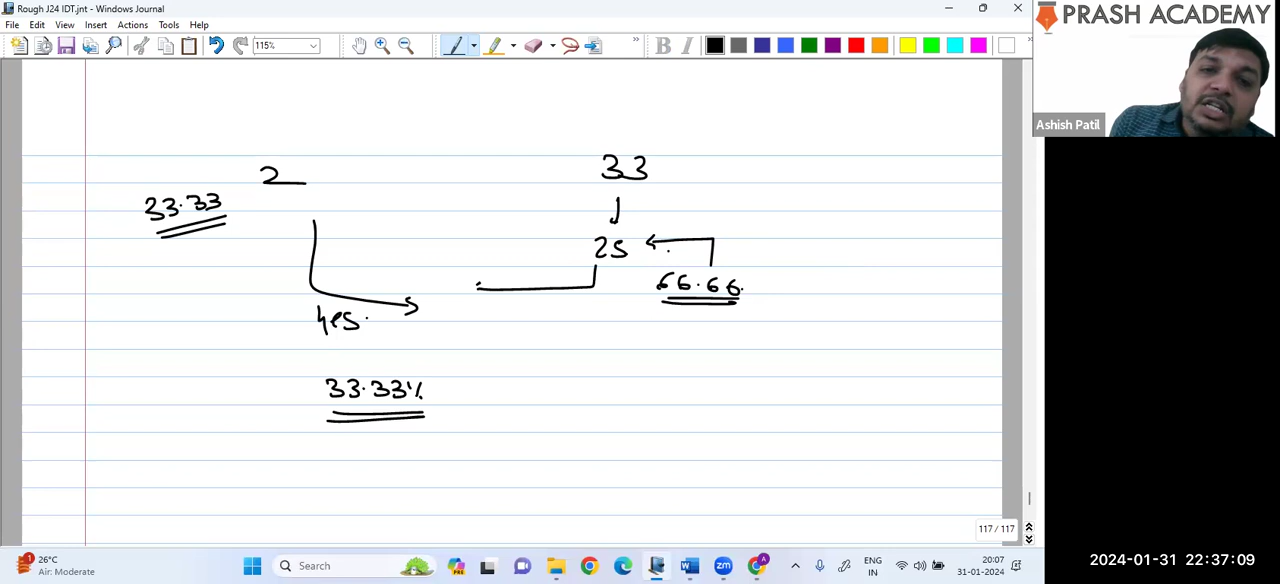 Rough J24 IDT.jnt - Windows Journal
File Edit View Insert Actions Tools Help
115%
B I
PRASH ACADEMY
Ashish Patil
2
33
33.33
25
66.66
Yes
33.33%
117 / 117
26°C
Air: Moderate
Search
ENG
IN
20:07
31-01-2024
2024-01-31 22:37:09